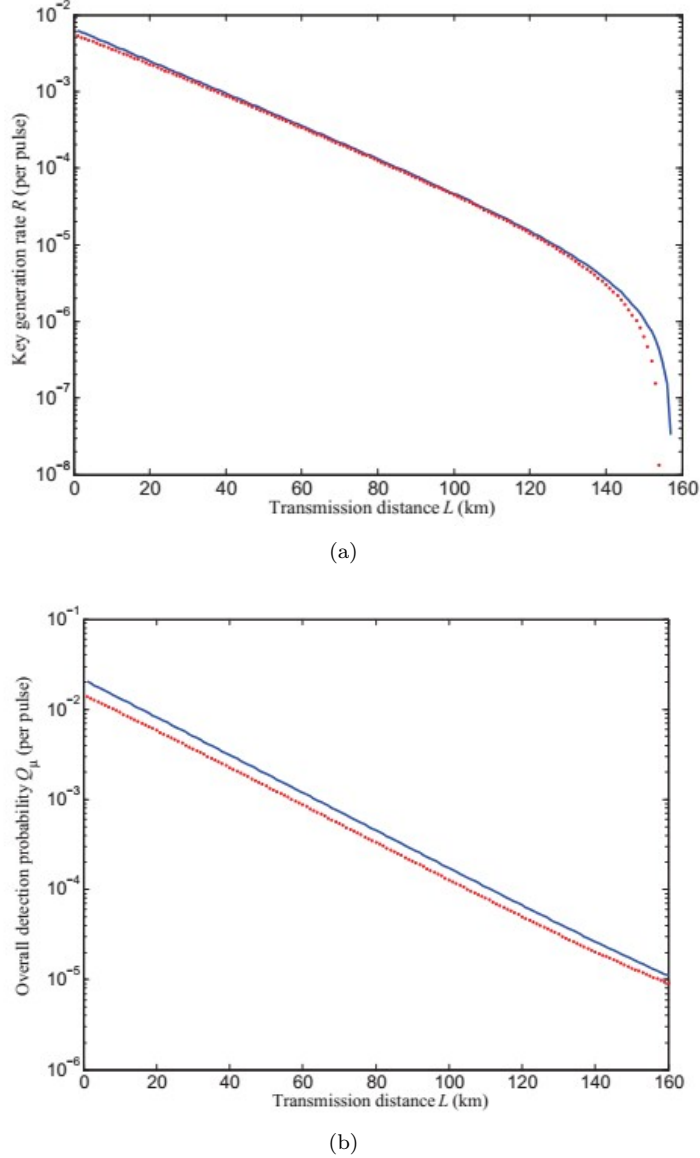 10−2
10−3
10−4
10−5
10−6
10−7
10−8
Key generation rate R (per pulse)
0 20 40 60 80 100 120 140 160
Transmission distance L (km)
(a)
10−1
10−2
10−3
10−4
10−5
10−6
Overall detection probability Qμ (per pulse)
0 20 40 60 80 100 120 140 160
Transmission distance L (km)
(b)